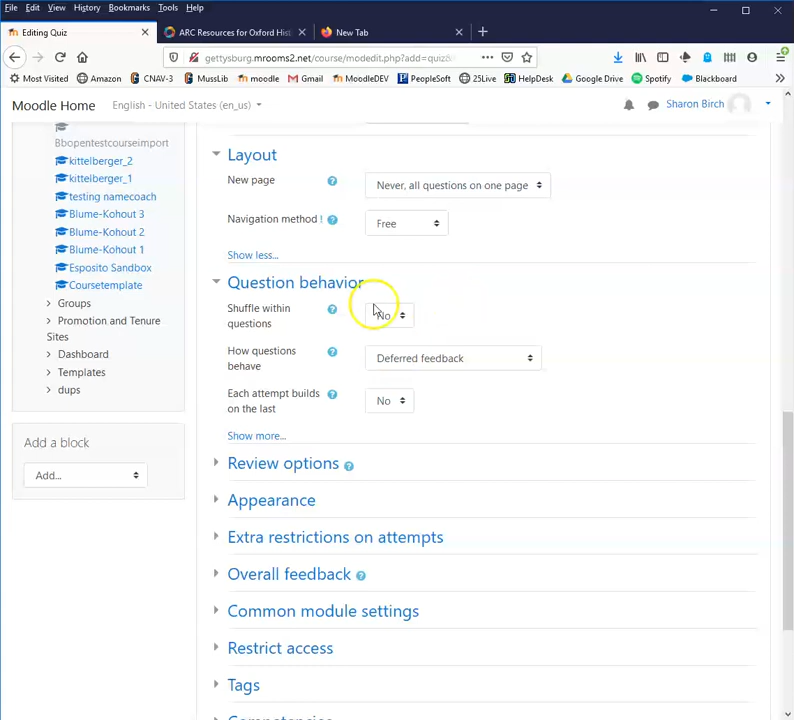 File Edit View History Bookmarks Tools Help
Editing Quiz
ARC Resources for Oxford Hist
New Tab
gettysburg.mrooms2.net/course/modedit.php?add=quiz&
Most Visited Amazon CNAV-3 MusLib moodle Gmail MoodleDEV PeopleSoft 25Live HelpDesk Google Drive Spotify Blackboard
Moodle Home English - United States (en_us) Sharon Birch
Bbopentestcourseimport
kittelberger_2
kittelberger_1
testing namecoach
Blume-Kohout 3
Blume-Kohout 2
Blume-Kohout 1
Esposito Sandbox
Coursetemplate
Groups
Promotion and Tenure
Sites
Dashboard
Templates
dups
Add a block
Add...
Layout
New page Never, all questions on one page
Navigation method ! Free
Show less...
Question behavior
Shuffle within
questions
No
How questions
behave
Deferred feedback
Each attempt builds
on the last
No
Show more...
Review options
Appearance
Extra restrictions on attempts
Overall feedback
Common module settings
Restrict access
Tags
Competencies